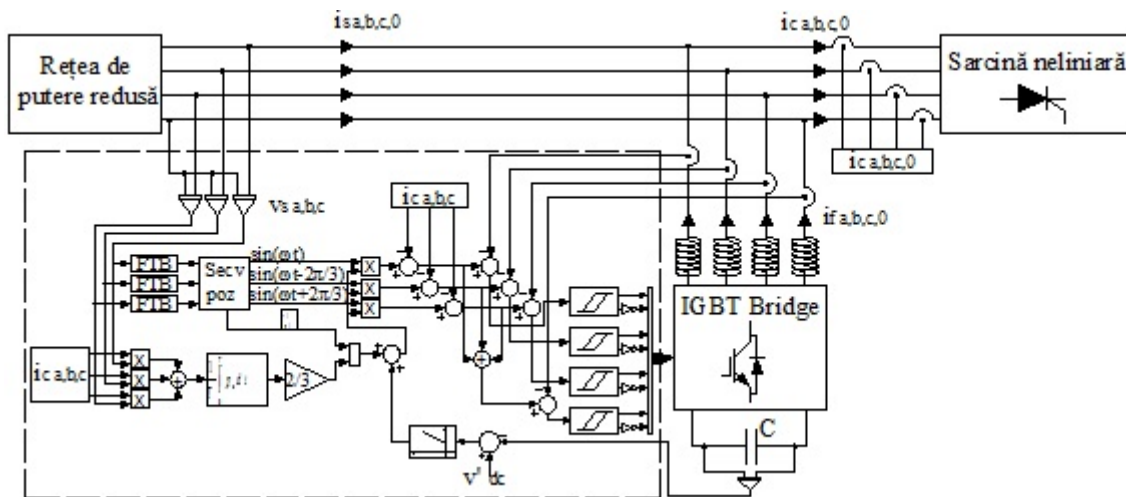 isa,b,c,0
ica,b,c,0
Rețea de
putere redusă
Sarcină neliniară
ica,b,c,0
ica,b,c
vsa,b,c
ifa,b,c,0
FTB
FTB
FTB
Secv
poz
sin(ωt)
sin(ωt-2π/3)
sin(ωt+2π/3)
X
X
X
IGBT Bridge
ica,b,c
X
X
X
2/3
C
V* dc